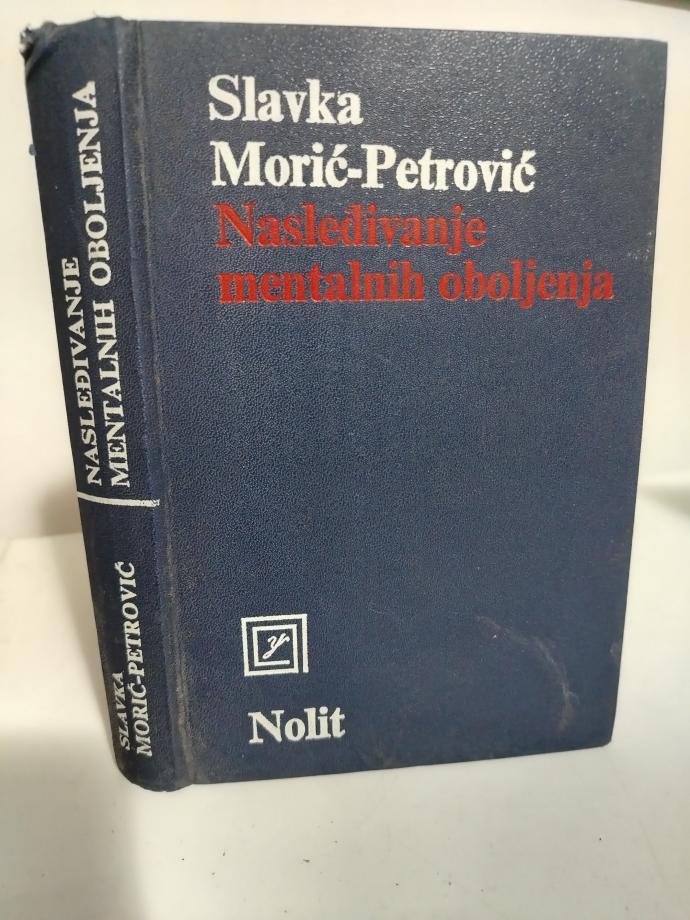 Slavka
Morić-Petrović
Nasleđivanje
mentalnih oboljenja
Nolit
NASLEĐIVANJE
MENTALNIH OBOLJENJA
SLAVKA
MORIĆ-PETROVIĆ